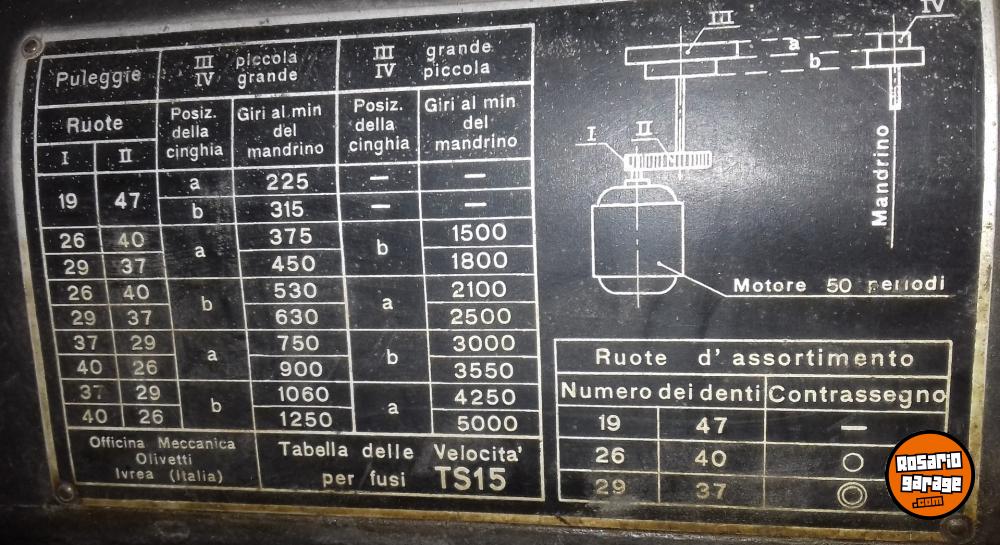 Puleggie III piccola III grande
IV grande IV piccola
Ruote Posiz. della cinghia Giri al min del mandrino Posiz. della cinghia Giri al min del mandrino
I II
19 47 a 225 — —
b 315 — —
26 40 a 375 b 1500
29 37 450 1800
26 40 b 530 a 2100
29 37 630 2500
37 29 a 750 b 3000
40 26 900 3550
37 29 b 1060 a 4250
40 26 1250 5000
Officina Meccanica
Olivetti
Ivrea (Italia)
Tabella delle Velocita'
per fusi TS15
III
IV
a
b
I
II
Mandrino
Motore 50 periodi
Ruote d'assortimento
Numero dei denti Contrassegno
19 47 —
26 40 ○
29 37 ◎
ROSARIO
garage
.com